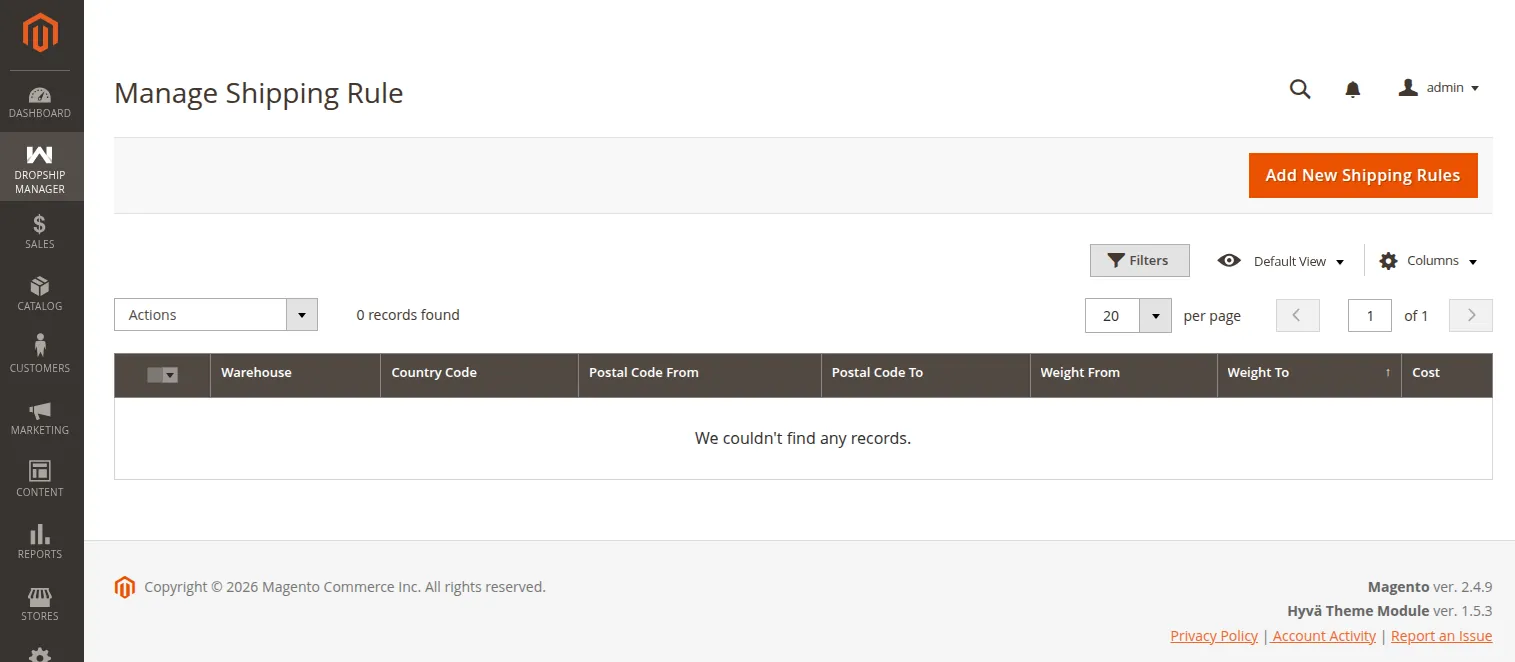 Manage Shipping Rule
admin
DASHBOARD
DROPSHIP
MANAGER
SALES
CATALOG
CUSTOMERS
MARKETING
CONTENT
REPORTS
STORES
Add New Shipping Rules
Filters
Default View
Columns
Actions
0 records found
20
per page
1
of 1
Warehouse
Country Code
Postal Code From
Postal Code To
Weight From
Weight To ↑
Cost
We couldn't find any records.
Copyright © 2026 Magento Commerce Inc. All rights reserved.
Magento ver. 2.4.9
Hyvä Theme Module ver. 1.5.3
Privacy Policy | Account Activity | Report an Issue